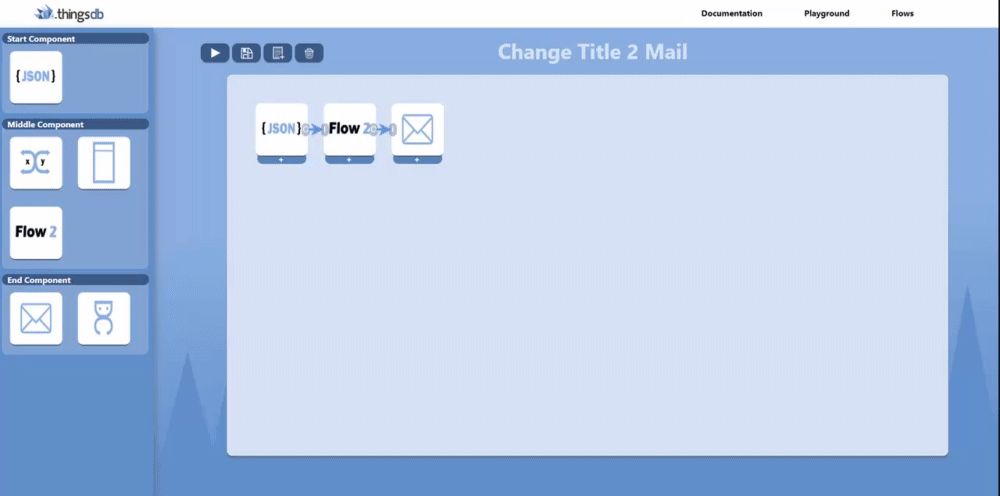 .thingsdb
Documentation
Playground
Flows
Start Component
{JSON}
Middle Component
x y
Flow 2
End Component
Change Title 2 Mail
{JSON} Flow 2
+ + +